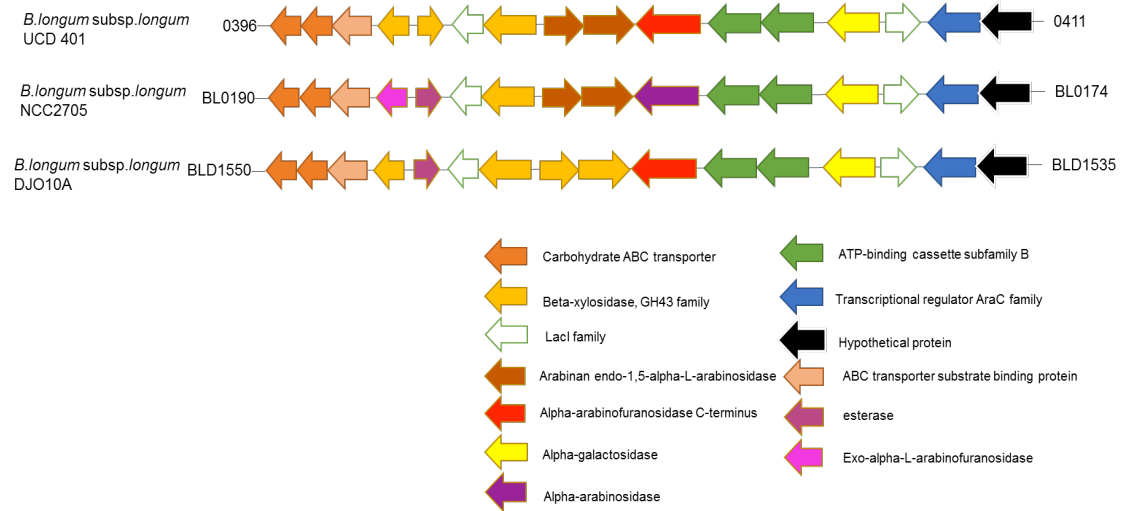 B.longum subsp.longum
UCD 401
0396
0411
B.longum subsp.longum
NCC2705
BL0190
BL0174
B.longum subsp.longum
DJO10A
BLD1550
BLD1535
Carbohydrate ABC transporter
ATP-binding cassette subfamily B
Beta-xylosidase, GH43 family
Transcriptional regulator AraC family
LacI family
Hypothetical protein
Arabinan endo-1,5-alpha-L-arabinosidase
ABC transporter substrate binding protein
Alpha-arabinofuranosidase C-terminus
esterase
Alpha-galactosidase
Exo-alpha-L-arabinofuranosidase
Alpha-arabinosidase